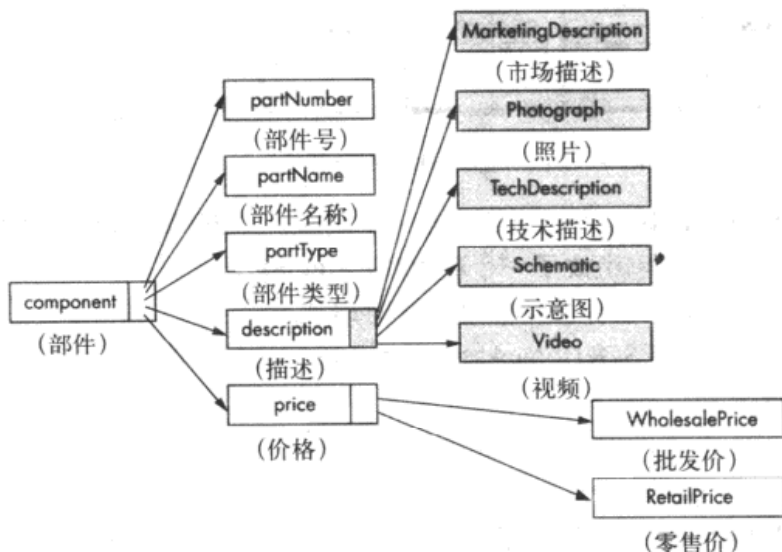 MarketingDescription
(市场描述)
partNumber
(部件号)
Photograph
(照片)
partName
(部件名称)
TechDescription
(技术描述)
partType
(部件类型)
Schematic
(示意图)
component
(部件)
description
(描述)
Video
(视频)
price
(价格)
WholesalePrice
(批发价)
RetailPrice
(零售价)